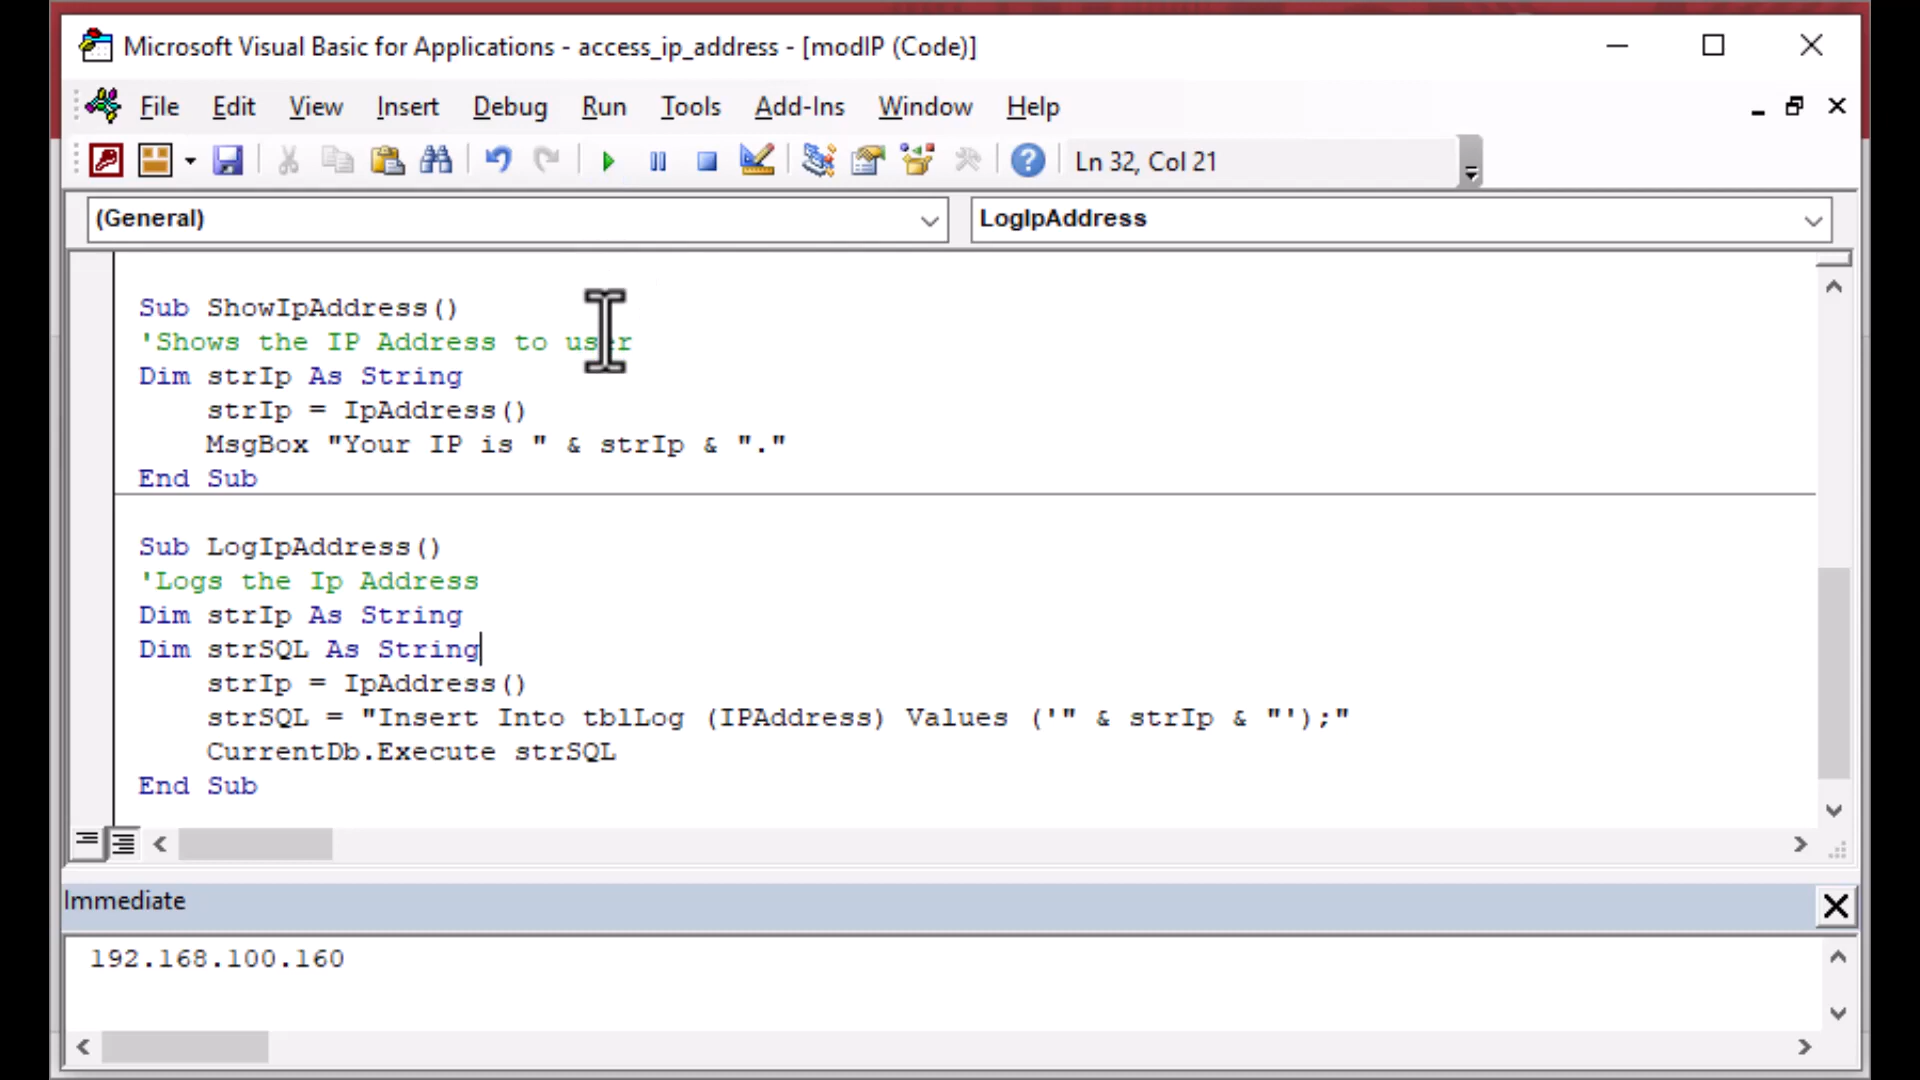 Microsoft Visual Basic for Applications - access_ip_address - [modIP (Code)]
File Edit View Insert Debug Run Tools Add-Ins Window Help
Ln 32, Col 21
(General) LogIpAddress
Sub ShowIpAddress()
'Shows the IP Address to user
Dim strIp As String
    strIp = IpAddress()
    MsgBox "Your IP is " & strIp & "."
End Sub
Sub LogIpAddress()
'Logs the Ip Address
Dim strIp As String
Dim strSQL As String
    strIp = IpAddress()
    strSQL = "Insert Into tblLog (IPAddress) Values ('" & strIp & "');"
    CurrentDb.Execute strSQL
End Sub
Immediate
192.168.100.160